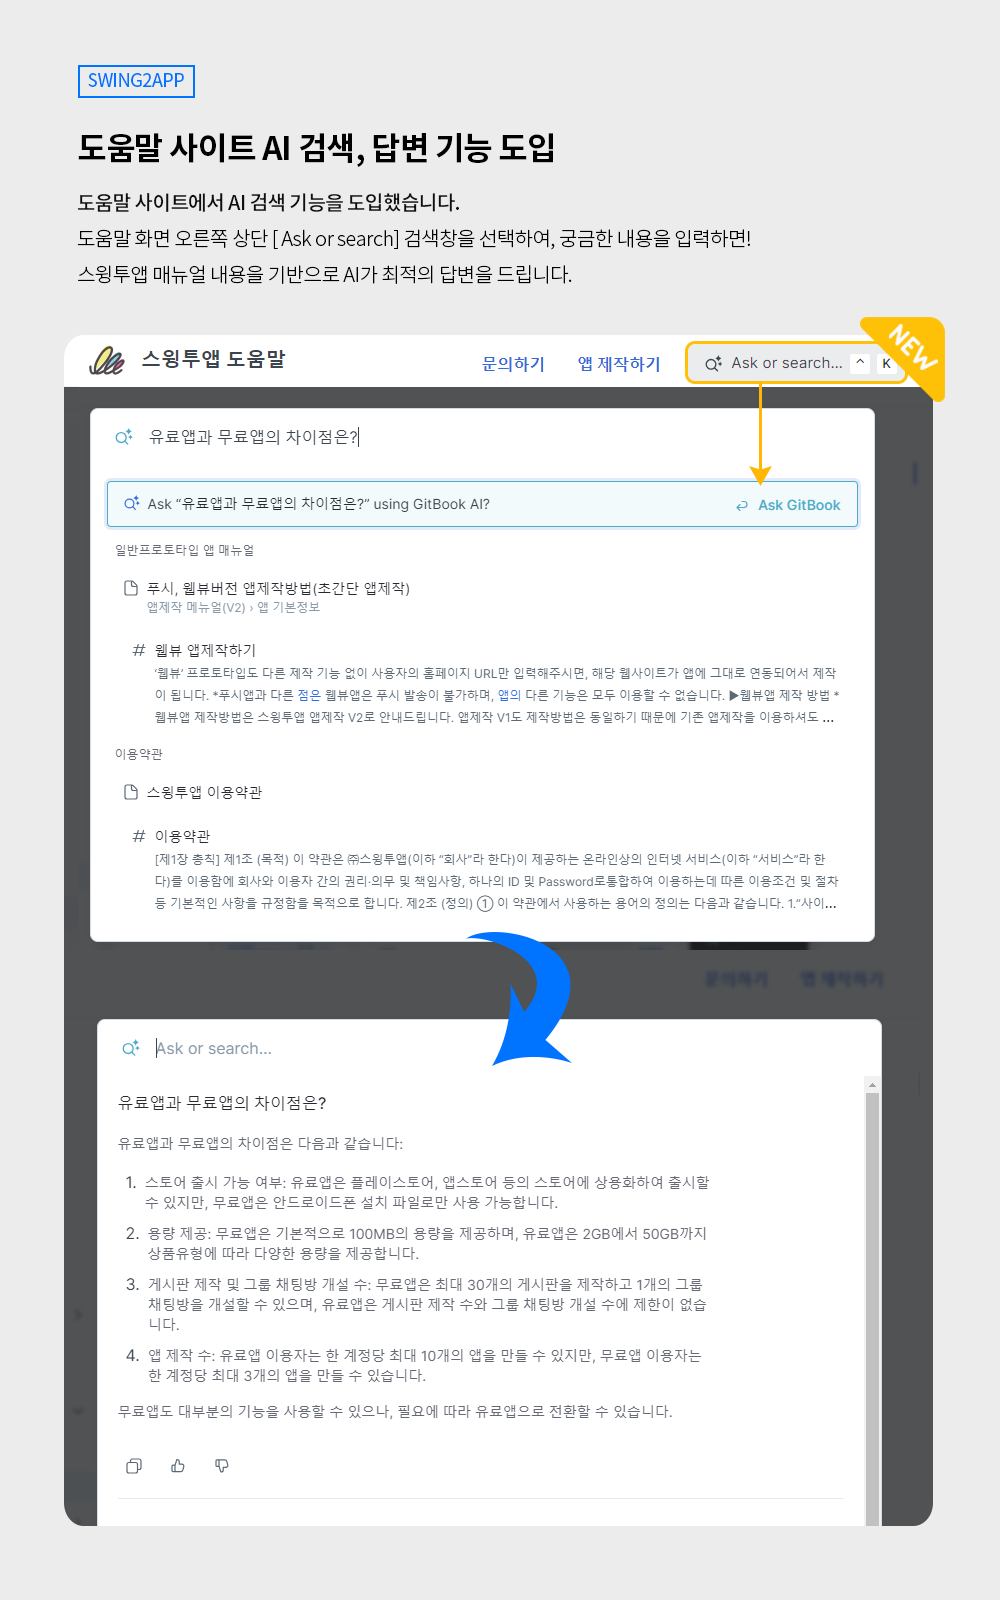 SWING2APP
도움말 사이트 AI 검색, 답변 기능 도입
도움말 사이트에서 AI 검색 기능을 도입했습니다.
도움말 화면 오른쪽 상단 [ Ask or search] 검색창을 선택하여, 궁금한 내용을 입력하면!
스윙투앱 매뉴얼 내용을 기반으로 AI가 최적의 답변을 드립니다.
NEW
스윙투앱 도움말 문의하기 앱 제작하기 Ask or search... ^ K
유료앱과 무료앱의 차이점은?
Ask “유료앱과 무료앱의 차이점은?” using GitBook AI? Ask GitBook
일반프로토타입 앱 매뉴얼
푸시, 웹뷰버전 앱제작방법(초간단 앱제작)
앱제작 메뉴얼(V2) › 앱 기본정보
# 웹뷰 앱제작하기
‘웹뷰’ 프로토타입도 다른 제작 기능 없이 사용자의 홈페이지 URL만 입력해주시면, 해당 웹사이트가 앱에 그대로 연동되어서 제작
이 됩니다. *푸시앱과 다른 점은 웹뷰앱은 푸시 발송이 불가하며, 앱의 다른 기능은 모두 이용할 수 없습니다. ▶웹뷰앱 제작 방법 *
웹뷰앱 제작방법은 스윙투앱 앱제작 V2로 안내드립니다. 앱제작 V1도 제작방법은 동일하기 때문에 기존 앱제작을 이용하셔도 ...
이용약관
스윙투앱 이용약관
# 이용약관
[제1장 총칙] 제1조 (목적) 이 약관은 ㈜스윙투앱(이하 “회사”라 한다)이 제공하는 온라인상의 인터넷 서비스(이하 “서비스”라 한
다)를 이용함에 회사와 이용자 간의 권리·의무 및 책임사항, 하나의 ID 및 Password로통합하여 이용하는데 따른 이용조건 및 절차
등 기본적인 사항을 규정함을 목적으로 합니다. 제2조 (정의) ① 이 약관에서 사용하는 용어의 정의는 다음과 같습니다. 1.“사이...
문의하기 앱 제작하기
Ask or search...
유료앱과 무료앱의 차이점은?
유료앱과 무료앱의 차이점은 다음과 같습니다:
1. 스토어 출시 가능 여부: 유료앱은 플레이스토어, 앱스토어 등의 스토어에 상용화하여 출시할
수 있지만, 무료앱은 안드로이드폰 설치 파일로만 사용 가능합니다.
2. 용량 제공: 무료앱은 기본적으로 100MB의 용량을 제공하며, 유료앱은 2GB에서 50GB까지
상품유형에 따라 다양한 용량을 제공합니다.
3. 게시판 제작 및 그룹 채팅방 개설 수: 무료앱은 최대 30개의 게시판을 제작하고 1개의 그룹
채팅방을 개설할 수 있으며, 유료앱은 게시판 제작 수와 그룹 채팅방 개설 수에 제한이 없습
니다.
4. 앱 제작 수: 유료앱 이용자는 한 계정당 최대 10개의 앱을 만들 수 있지만, 무료앱 이용자는
한 계정당 최대 3개의 앱을 만들 수 있습니다.
무료앱도 대부분의 기능을 사용할 수 있으나, 필요에 따라 유료앱으로 전환할 수 있습니다.